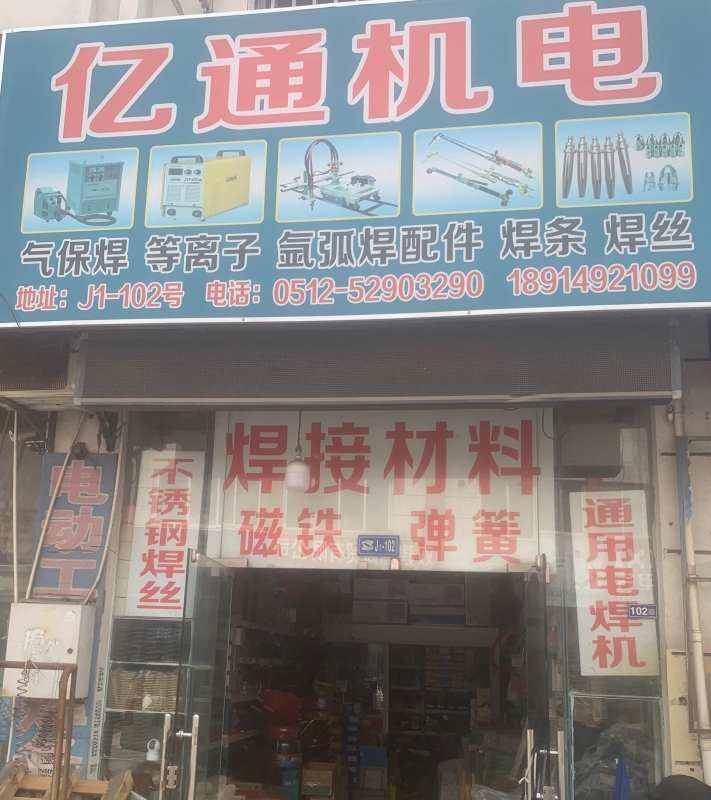 亿通机电
气保焊 等离子 氩弧焊配件 焊条 焊丝
地址：J1-102号 电话：0512-52903290 18914921099
焊接材料
磁铁 弹簧
J1-102
不锈钢焊丝
通用电焊机
102
电动工